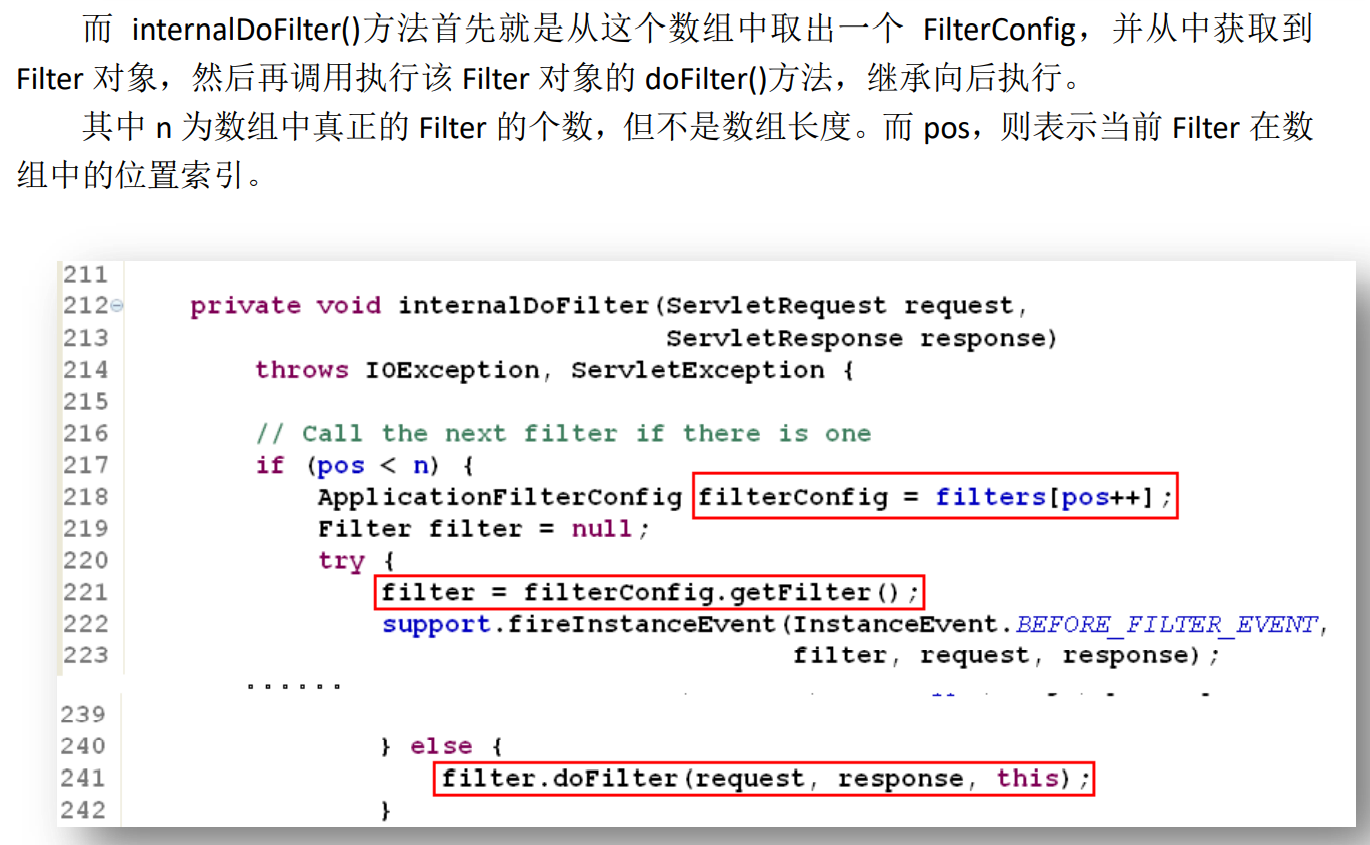 而 internalDoFilter()方法首先就是从这个数组中取出一个 FilterConfig，并从中获取到
Filter 对象，然后再调用执行该 Filter 对象的 doFilter()方法，继承向后执行。
其中 n 为数组中真正的 Filter 的个数，但不是数组长度。而 pos，则表示当前 Filter 在数
组中的位置索引。
211
212 private void internalDoFilter(ServletRequest request,
213 ServletResponse response)
214 throws IOException, ServletException {
215
216 // Call the next filter if there is one
217 if (pos < n) {
218 ApplicationFilterConfig filterConfig = filters[pos++];
219 Filter filter = null;
220 try {
221 filter = filterConfig.getFilter();
222 support.fireInstanceEvent(InstanceEvent.BEFORE_FILTER_EVENT,
223 filter, request, response);
......
239
240 } else {
241 filter.doFilter(request, response, this);
242 }